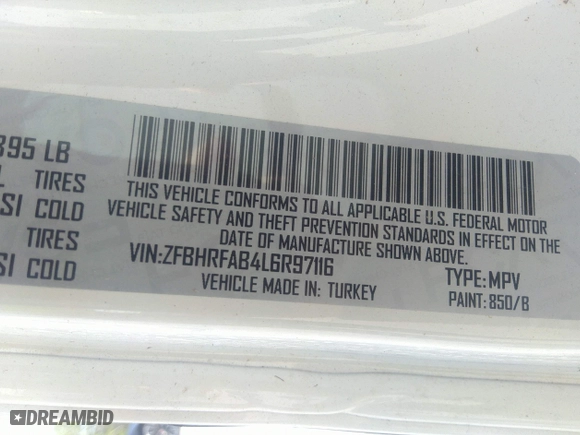 395 LB
TIRES
SI COLD
TIRES
SI COLD
THIS VEHICLE CONFORMS TO ALL APPLICABLE U.S. FEDERAL MOTOR
VEHICLE SAFETY AND THEFT PREVENTION STANDARDS IN EFFECT ON THE
DATE OF MANUFACTURE SHOWN ABOVE.
VIN:ZFBHRFAB4L6R97116
TYPE:MPV
VEHICLE MADE IN: TURKEY
PAINT:850/B
DREAMBID